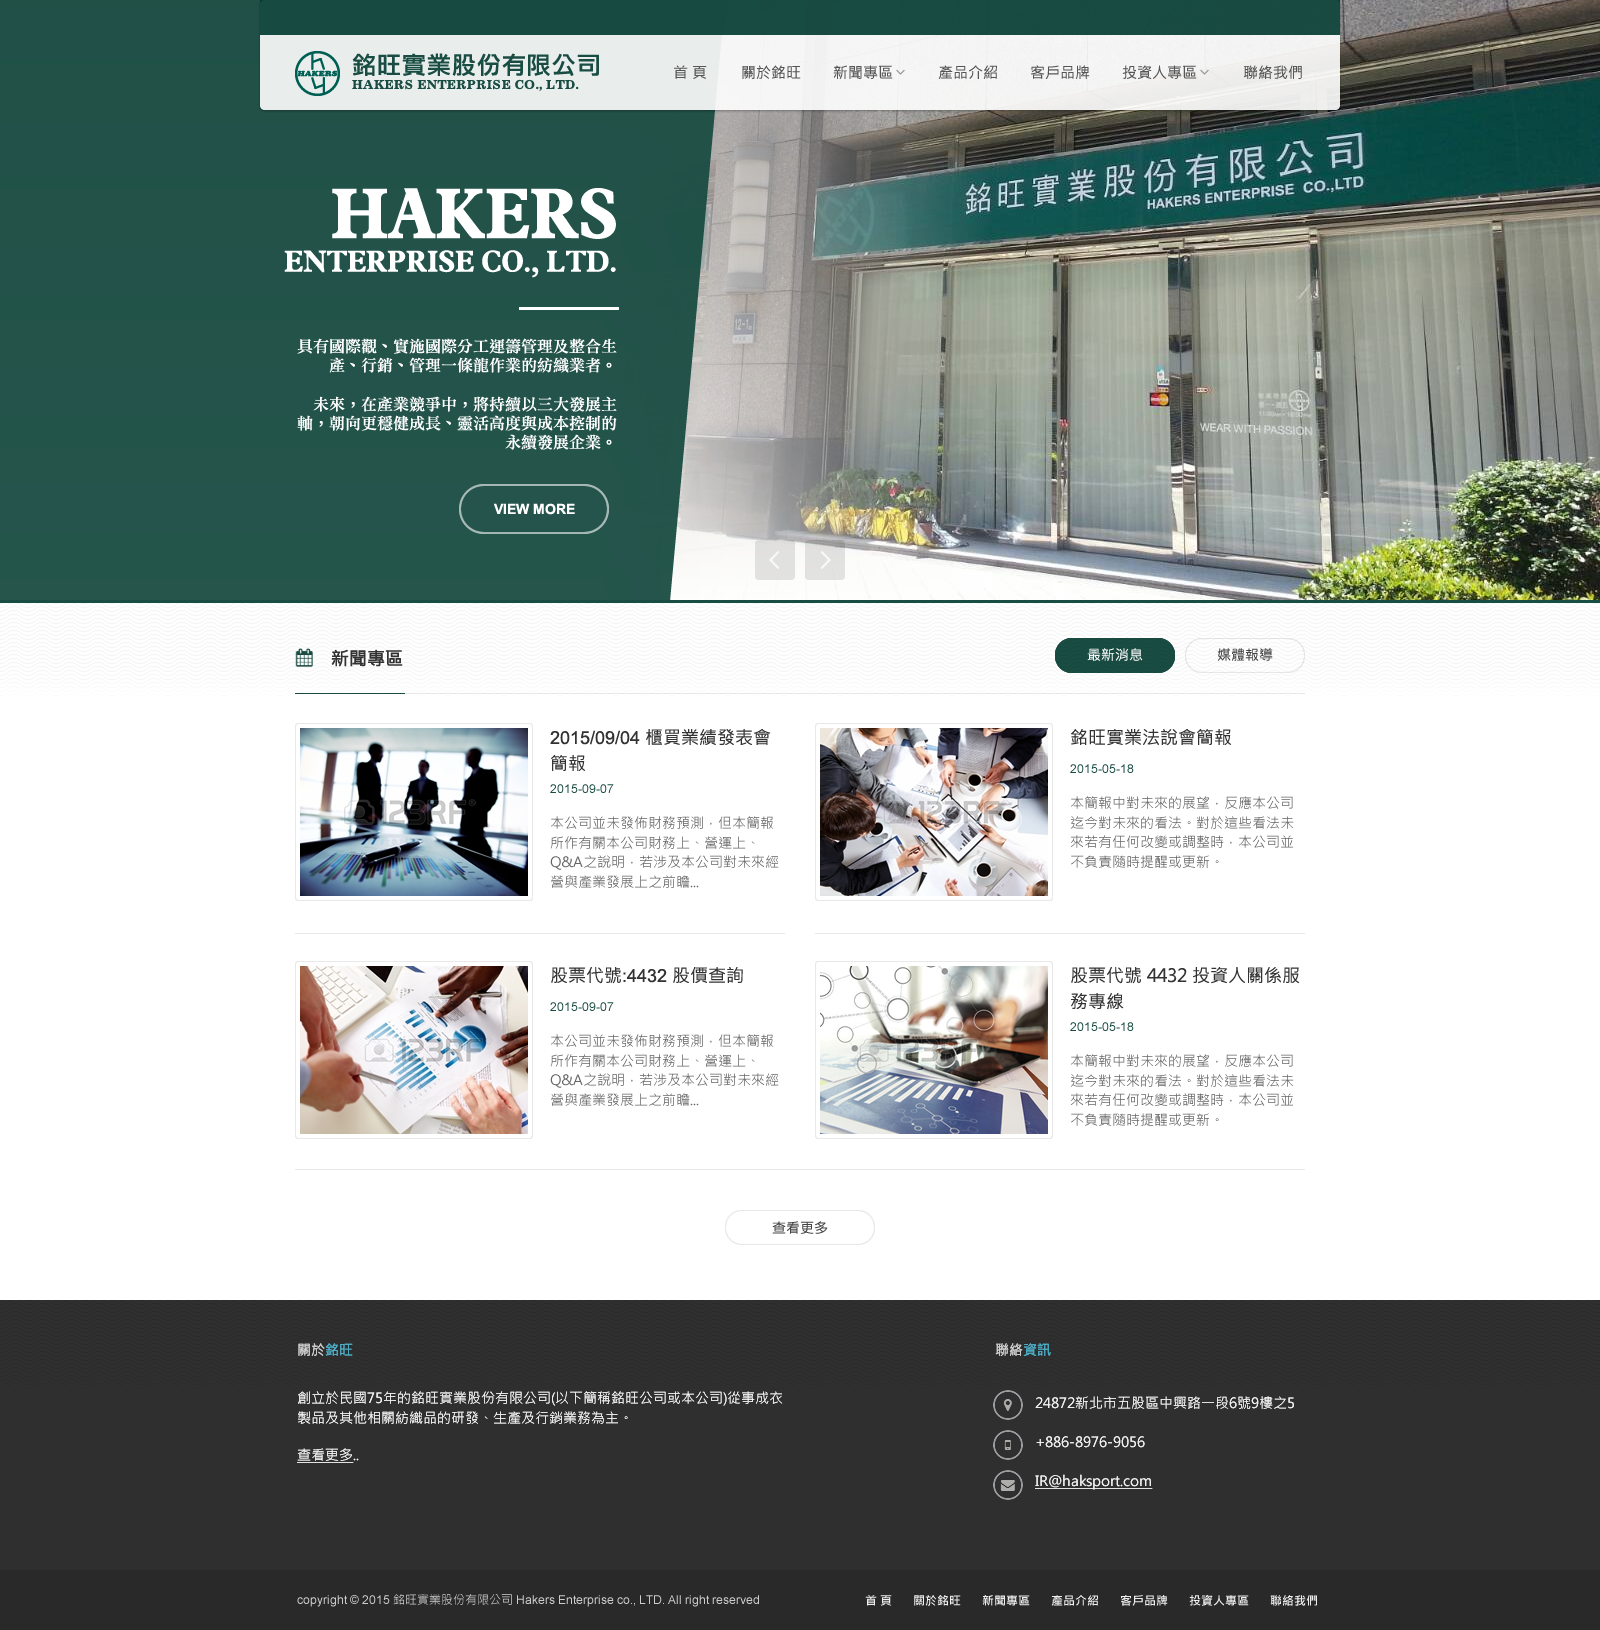 HAKERS
銘旺實業股份有限公司
HAKERS ENTERPRISE CO., LTD.
首 頁
關於銘旺
新聞專區
產品介紹
客戶品牌
投資人專區
聯絡我們
銘旺實業股份有限公司
HAKERS ENTERPRISE CO.,LTD
HAKERS
ENTERPRISE CO., LTD.
12-1
VISA
具有國際觀、實施國際分工運籌管理及整合生
產、行銷、管理一條龍作業的紡織業者。
未來，在產業競爭中，將持續以三大發展主
軸，朝向更穩健成長、靈活高度與成本控制的
永續發展企業。
WEAR WITH PASSION
VIEW MORE
新聞專區
最新消息
媒體報導
2015/09/04 櫃買業績發表會
簡報
2015-09-07
本公司並未發佈財務預測，但本簡報
所作有關本公司財務上、營運上、
Q&A之說明，若涉及本公司對未來經
營與產業發展上之前瞻...
123RF
銘旺實業法說會簡報
2015-05-18
本簡報中對未來的展望，反應本公司
迄今對未來的看法。對於這些看法未
來若有任何改變或調整時，本公司並
不負責隨時提醒或更新。
123RF
股票代號:4432 股價查詢
2015-09-07
本公司並未發佈財務預測，但本簡報
所作有關本公司財務上、營運上、
Q&A之說明，若涉及本公司對未來經
營與產業發展上之前瞻...
123RF
股票代號 4432 投資人關係服
務專線
2015-05-18
本簡報中對未來的展望，反應本公司
迄今對未來的看法。對於這些看法未
來若有任何改變或調整時，本公司並
不負責隨時提醒或更新。
123RF
查看更多
關於銘旺
創立於民國75年的銘旺實業股份有限公司(以下簡稱銘旺公司或本公司)從事成衣
製品及其他相關紡織品的研發、生產及行銷業務為主。
查看更多..
聯絡資訊
24872新北市五股區中興路一段6號9樓之5
+886-8976-9056
IR@haksport.com
copyright © 2015 銘旺實業股份有限公司 Hakers Enterprise co., LTD. All right reserved
首 頁
關於銘旺
新聞專區
產品介紹
客戶品牌
投資人專區
聯絡我們